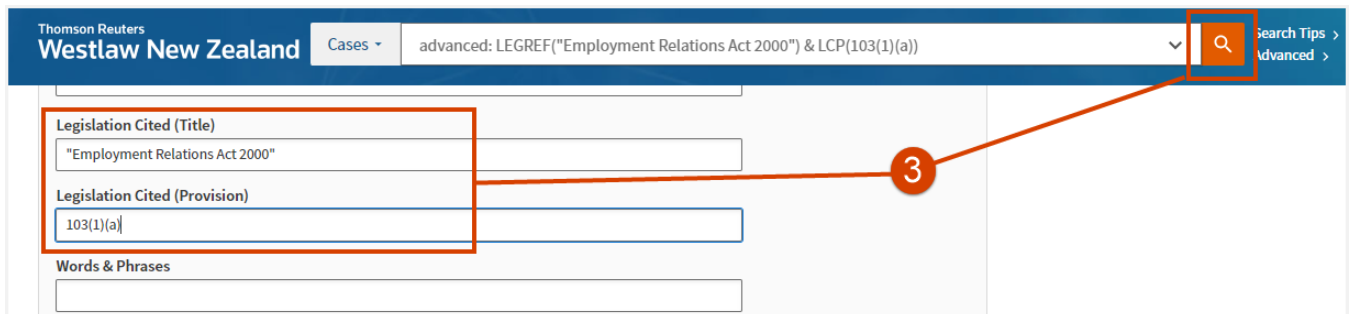 Thomson Reuters
Westlaw New Zealand
Cases
advanced: LEGREF("Employment Relations Act 2000") & LCP(103(1)(a))
Search Tips >
Advanced >
Legislation Cited (Title)
"Employment Relations Act 2000"
Legislation Cited (Provision)
103(1)(a)
3
Words & Phrases